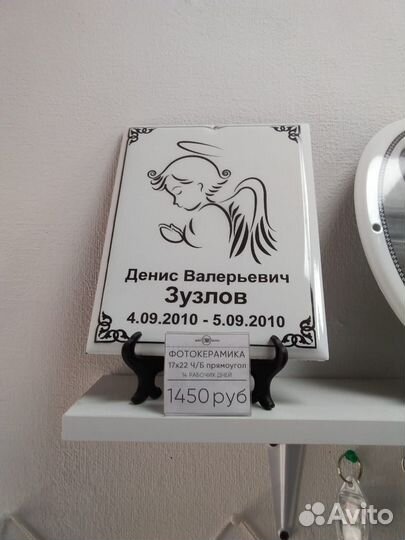 Денис Валерьевич
Зузлов
4.09.2010 - 5.09.2010
ФОТОКЕРАМИКА
17x22 Ч/Б прямоугол
14 РАБОЧИХ ДНЕЙ
1450 руб
Avito